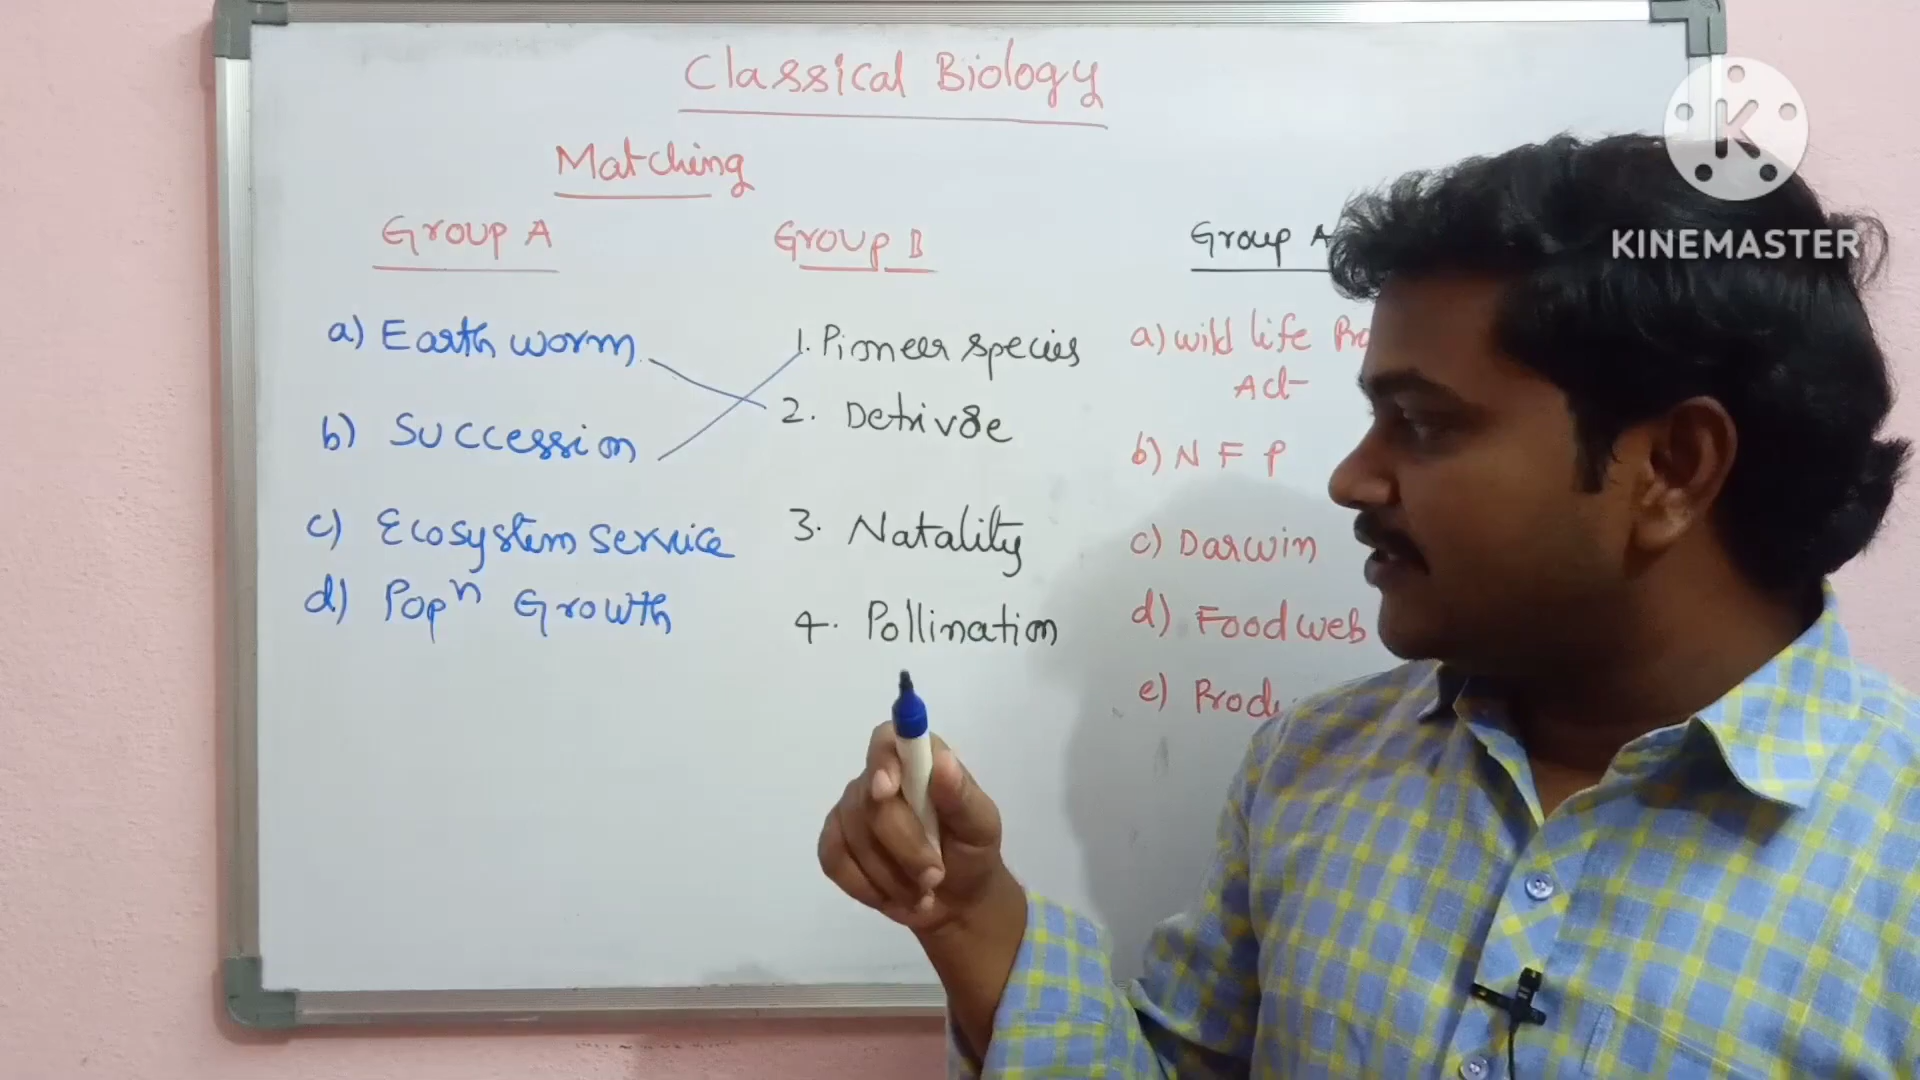 Classical Biology
Matching
Group A
Group B
a) Earth worm
1. Pioneer species
b) Succession
2. Detrivore
c) Ecosystem service
3. Natality
d) Popⁿ Growth
4. Pollination
Group A
a) wild life
Act
b) N F P
c) Darwin
d) Food web
e)
K
KINEMASTER